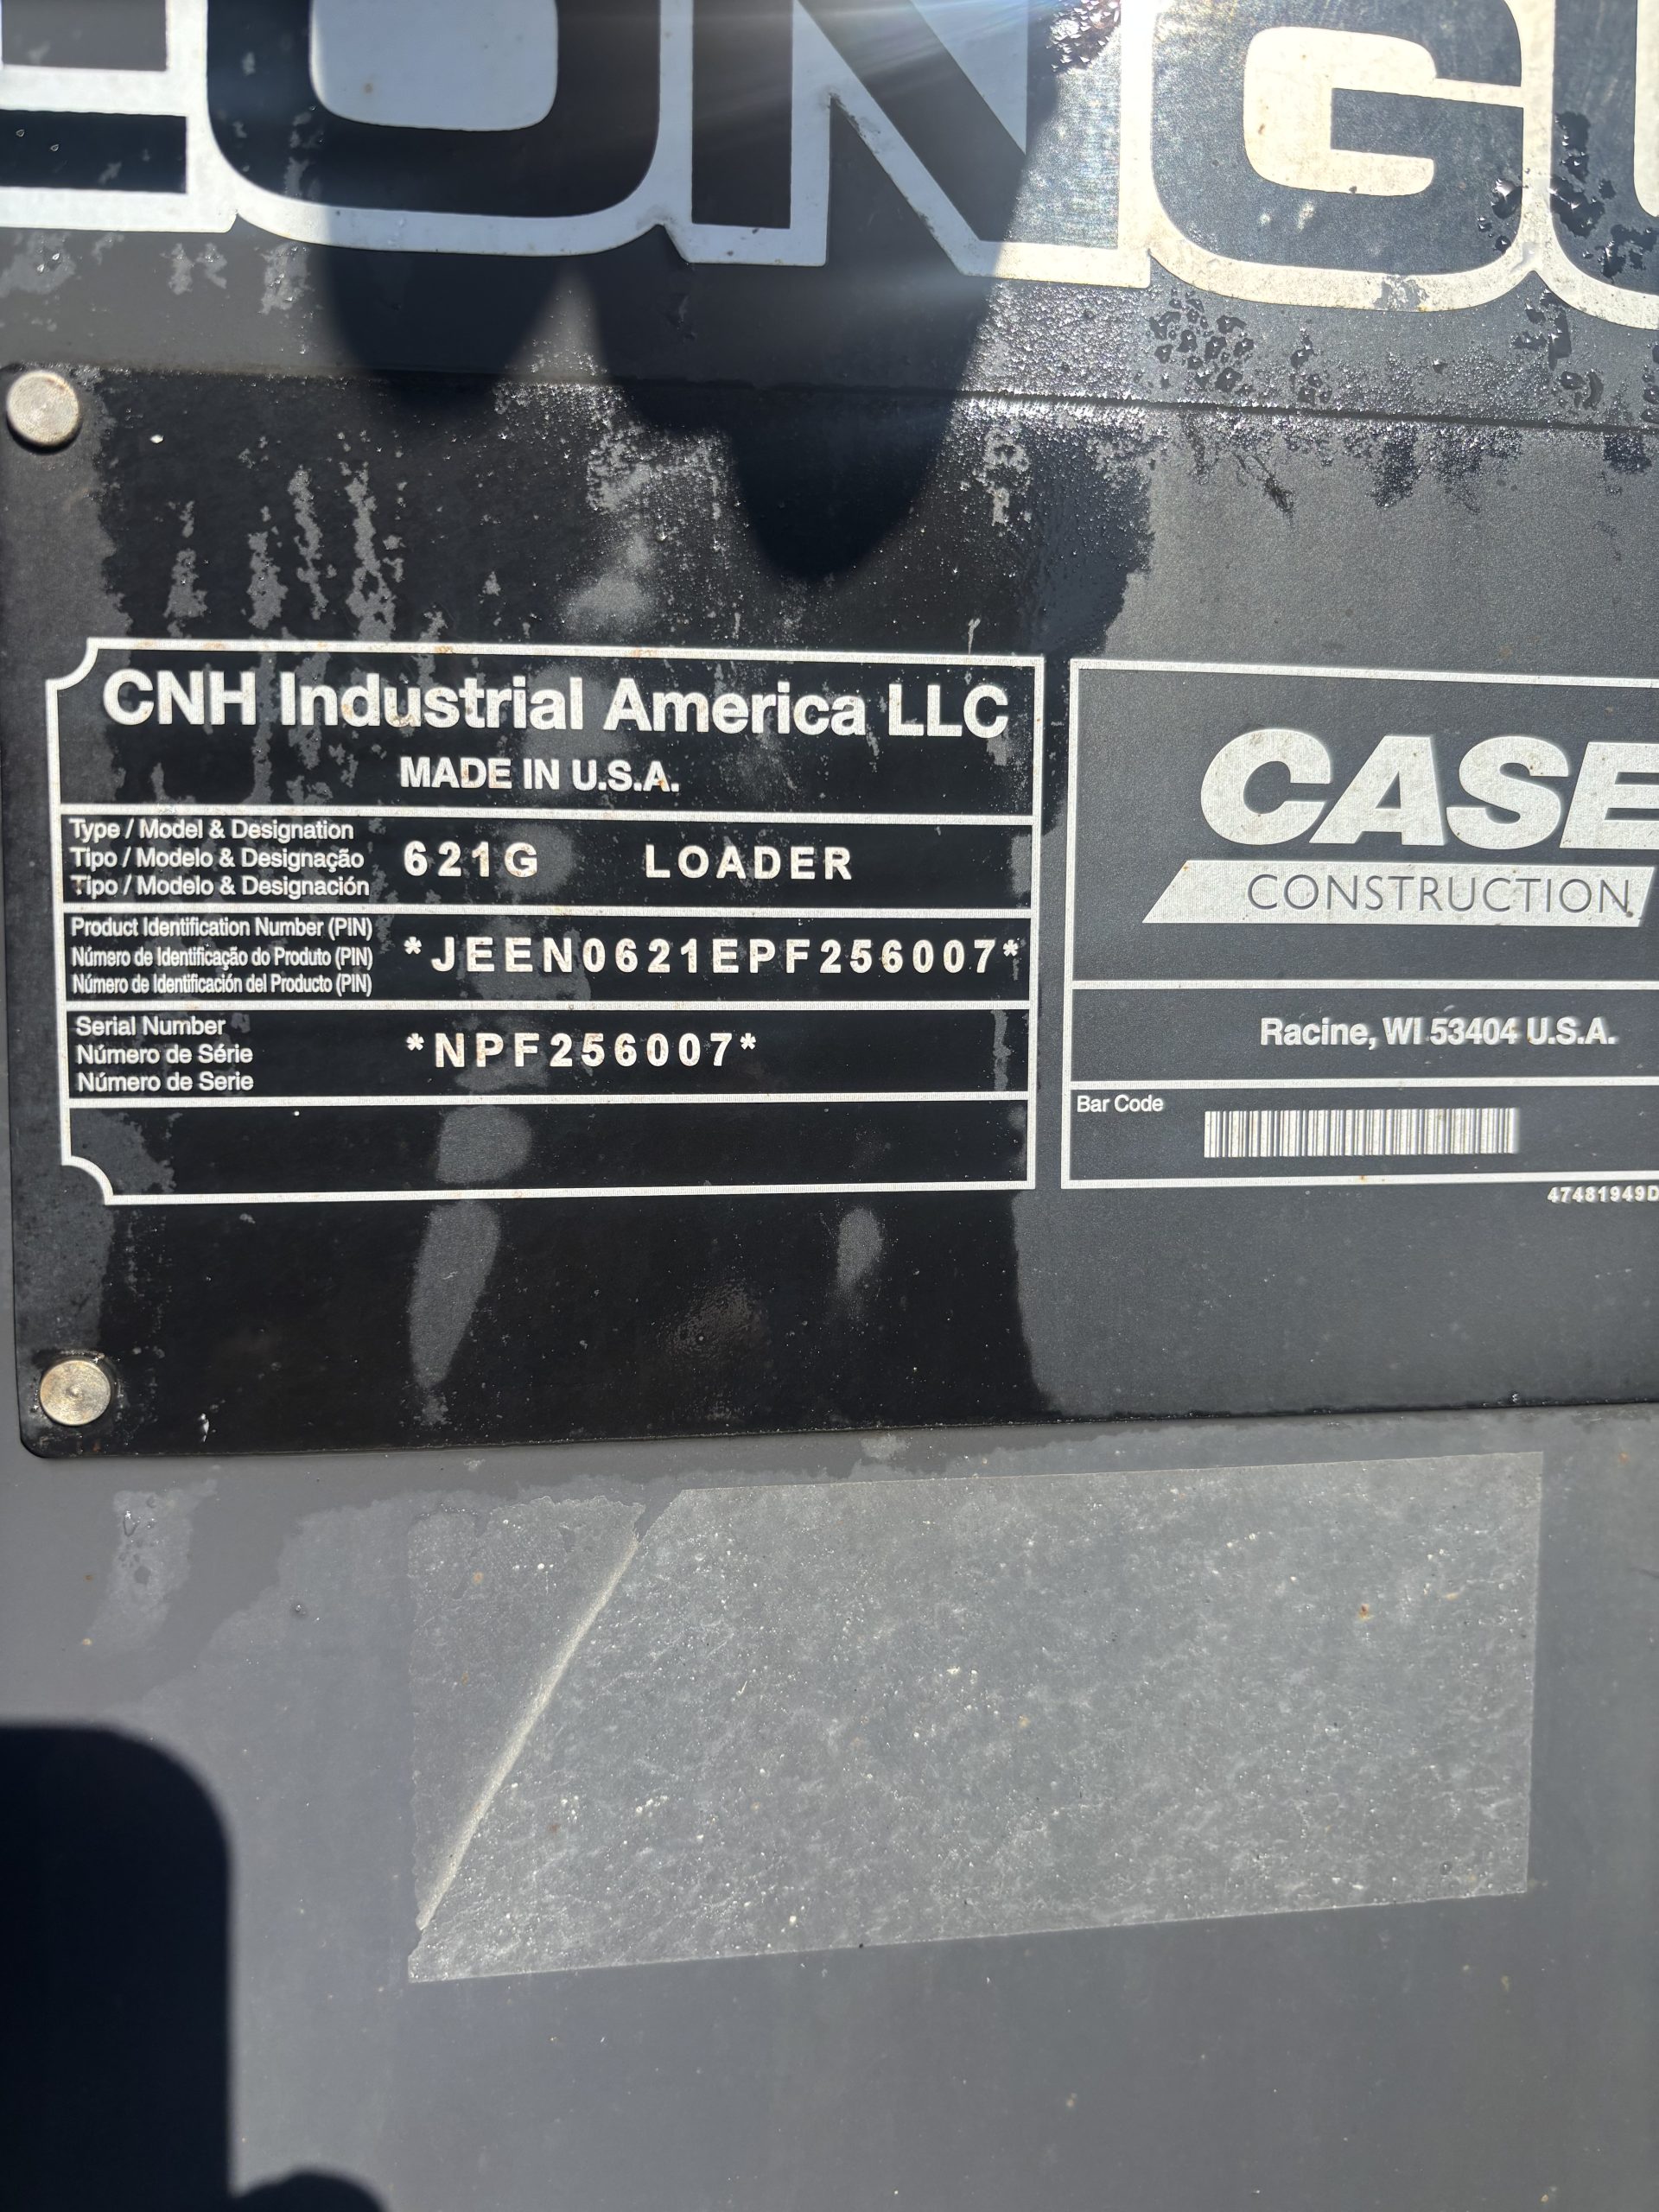 CNH Industrial America LLC
MADE IN U.S.A.
Type / Model & Designation
Tipo / Modelo & Designação
Tipo / Modelo & Designación
621G LOADER
Product Identification Number (PIN)
Número de Identificação do Produto (PIN)
Número de Identificación del Producto (PIN)
*JEEN0621EPF256007*
Serial Number
Número de Série
Número de Serie
*NPF256007*
CASE
CONSTRUCTION
Racine, WI 53404 U.S.A.
Bar Code
47481949D